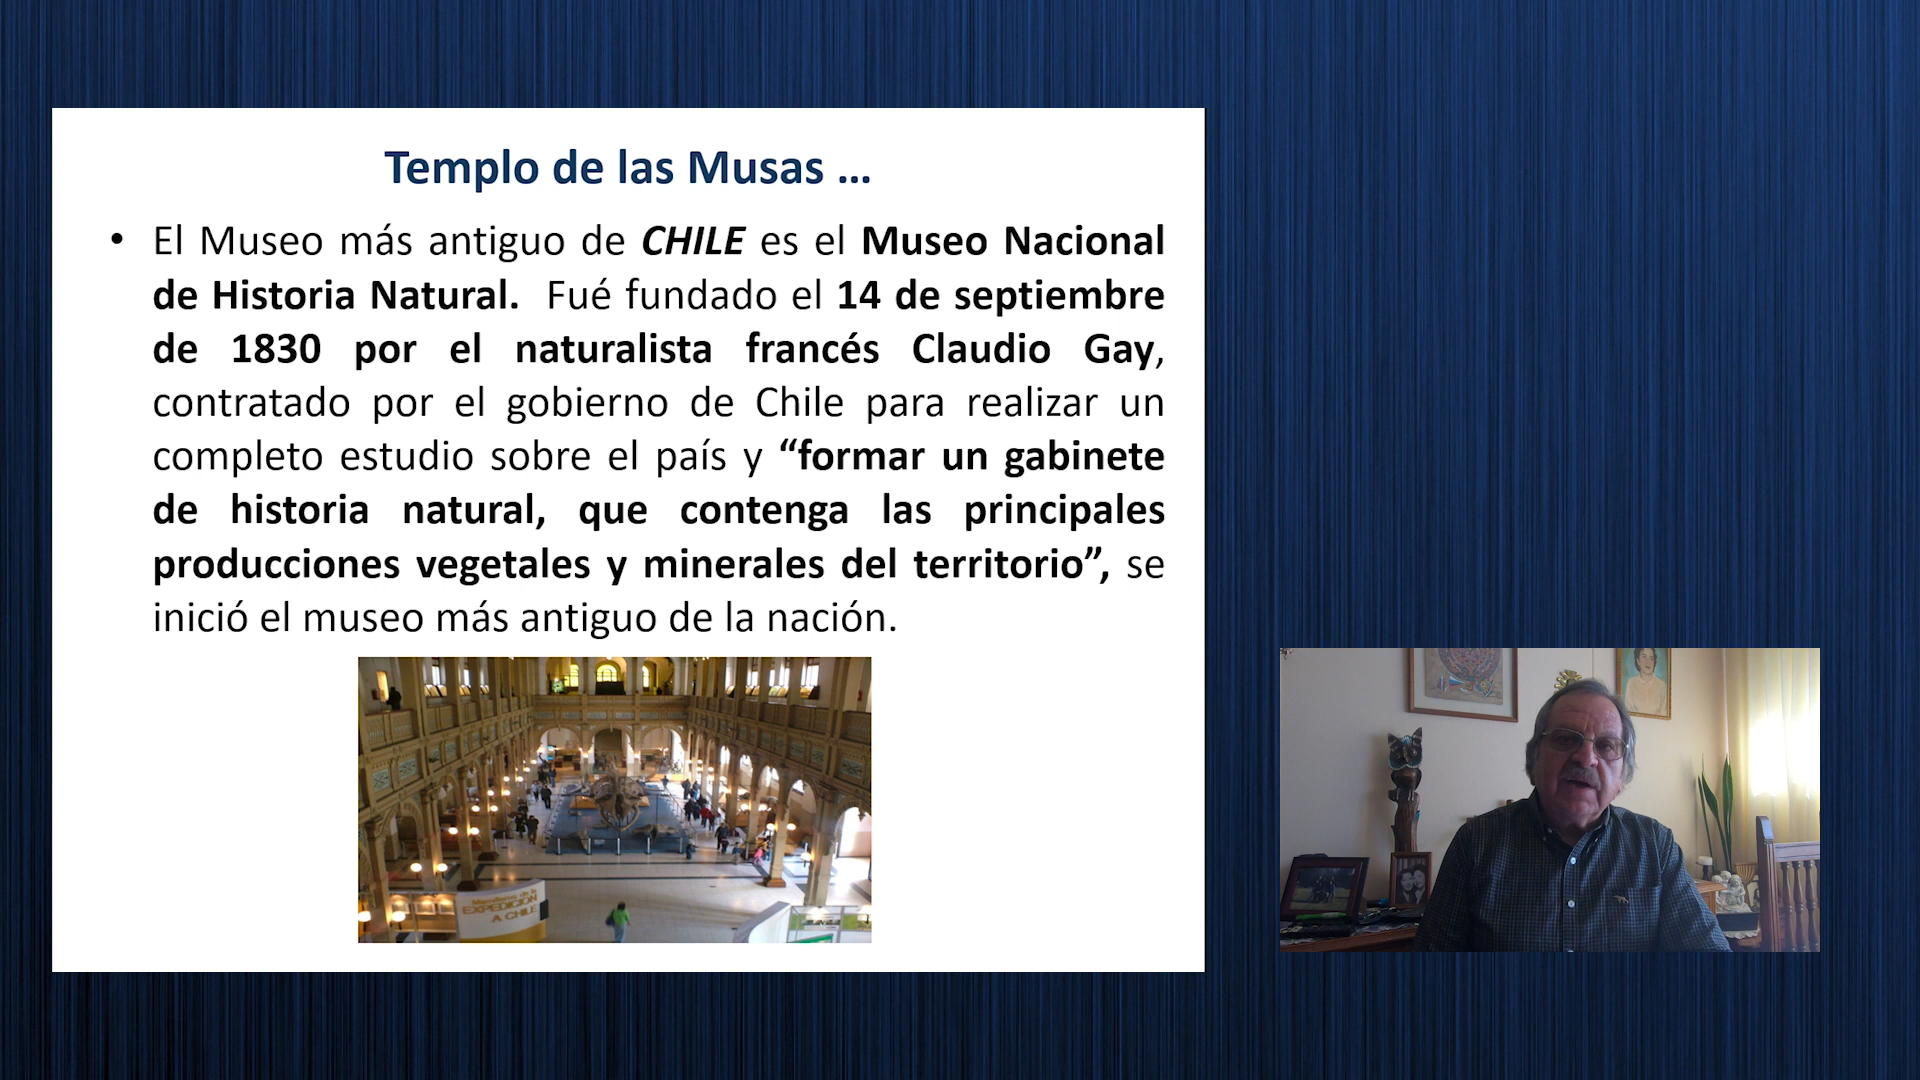 Templo de las Musas ...
• El Museo más antiguo de CHILE es el Museo Nacional
de Historia Natural.  Fué fundado el 14 de septiembre
de 1830 por el naturalista francés Claudio Gay,
contratado por el gobierno de Chile para realizar un
completo estudio sobre el país y “formar un gabinete
de historia natural, que contenga las principales
producciones vegetales y minerales del territorio”, se
inició el museo más antiguo de la nación.
EXPEDICIÓN
A CHILE